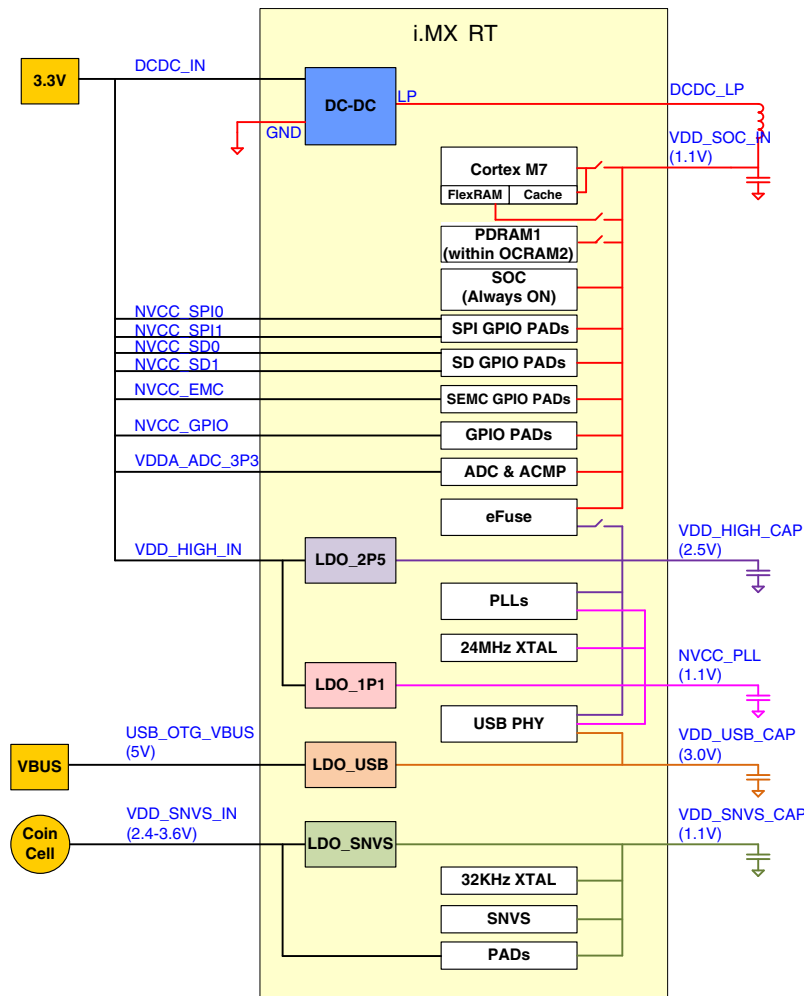 i.MX RT
3.3V
DCDC_IN
DC-DC
LP
GND
DCDC_LP
VDD_SOC_IN
(1.1V)
Cortex M7
FlexRAM
Cache
PDRAM1
(within OCRAM2)
SOC
(Always ON)
NVCC_SPI0
NVCC_SPI1
SPI GPIO PADs
NVCC_SD0
NVCC_SD1
SD GPIO PADs
NVCC_EMC
SEMC GPIO PADs
NVCC_GPIO
GPIO PADs
VDDA_ADC_3P3
ADC & ACMP
eFuse
VDD_HIGH_IN
LDO_2P5
VDD_HIGH_CAP
(2.5V)
PLLs
24MHz XTAL
LDO_1P1
NVCC_PLL
(1.1V)
USB PHY
VBUS
USB_OTG_VBUS
(5V)
LDO_USB
VDD_USB_CAP
(3.0V)
Coin
Cell
VDD_SNVS_IN
(2.4-3.6V)
LDO_SNVS
VDD_SNVS_CAP
(1.1V)
32KHz XTAL
SNVS
PADs